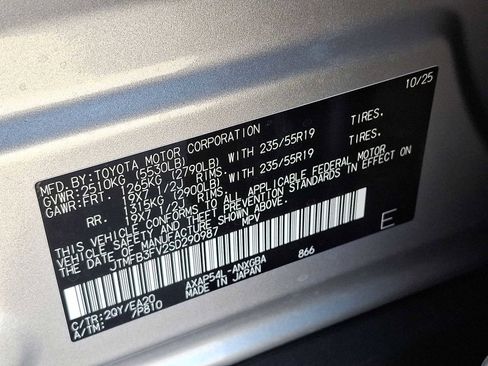 10/25
MFD. BY: TOYOTA MOTOR CORPORATION
GVWR: 2510KG (5530LB)
GAWR: FRT. 1265KG (2790LB) WITH 235/55R19 TIRES.
19X7 1/2J RIMS.
RR. 1315KG (2900LB) WITH 235/55R19 TIRES.
19X7 1/2J RIMS.
THIS VEHICLE CONFORMS TO ALL APPLICABLE FEDERAL MOTOR
VEHICLE SAFETY AND THEFT PREVENTION STANDARDS IN EFFECT ON
THE DATE OF MANUFACTURE SHOWN ABOVE.
JTMFB3FV2SD290987 MPV
E
C/TR: 2QY/EA20 AXAP54L-ANXGBA 866
A/TM: /P810 MADE IN JAPAN